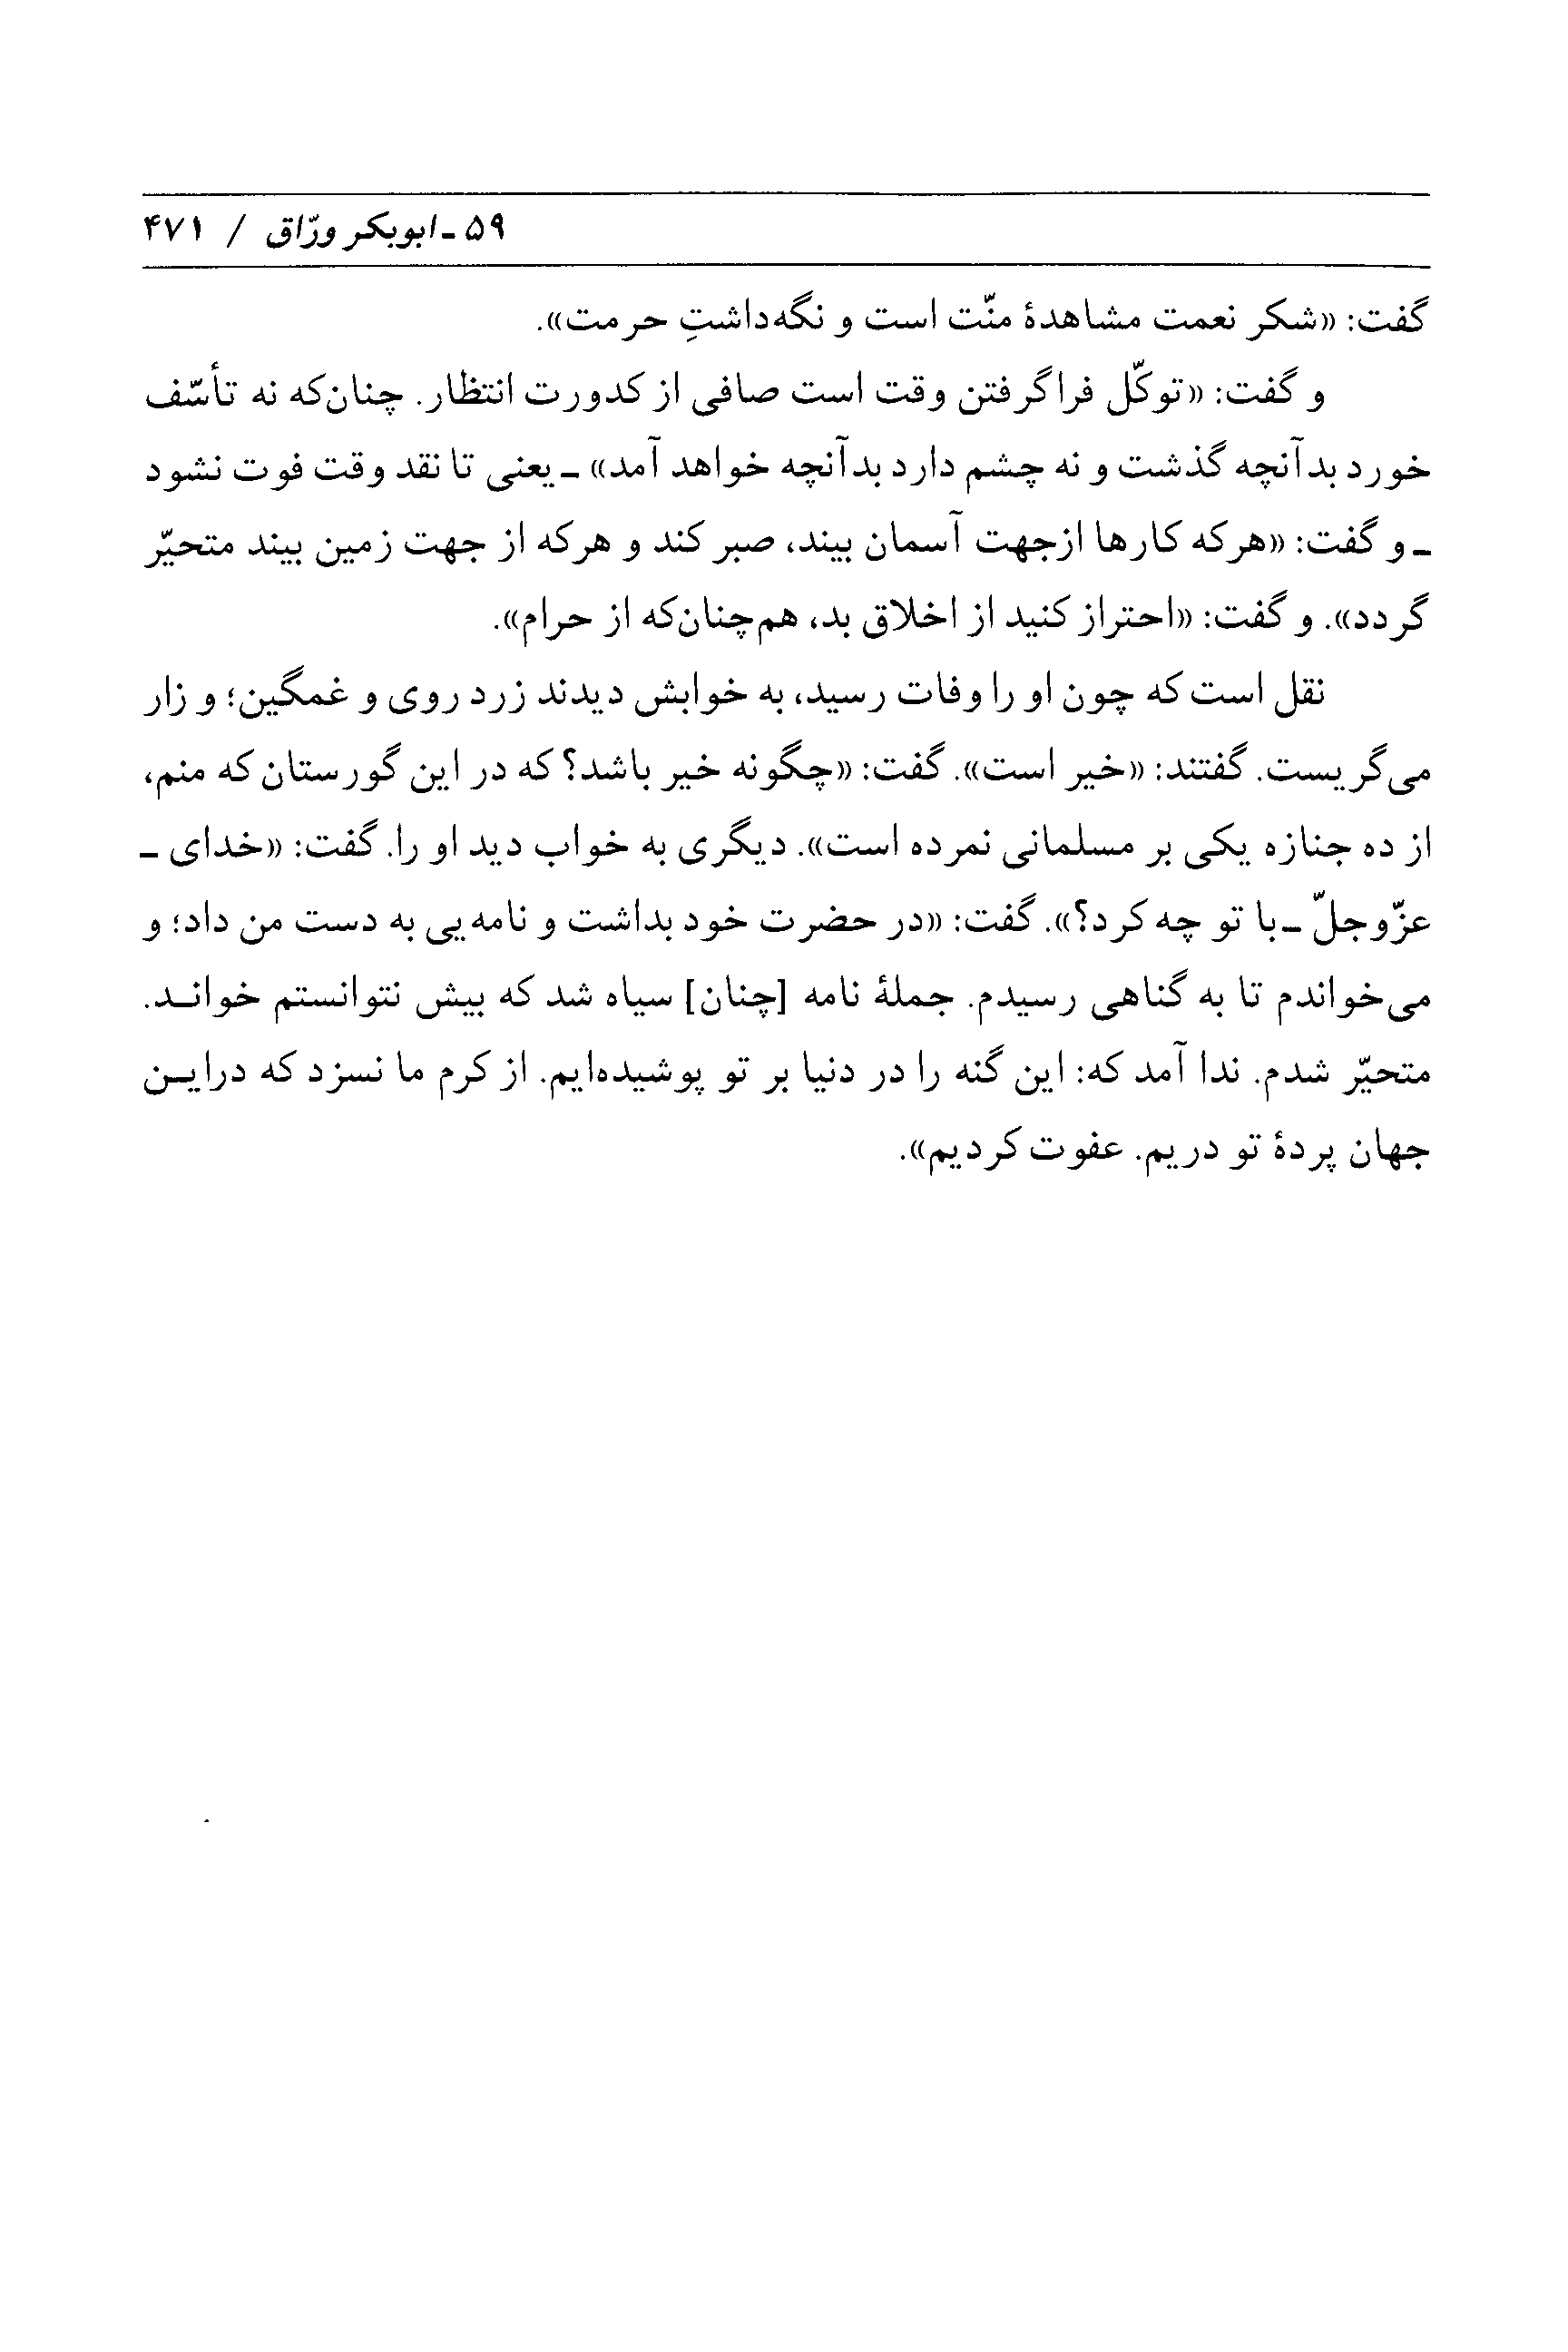 ۵۹ـ ابوبکر ورّاق / ۴۷۱
گفت: «شکر نعمت مشاهدهٔ منّت است و نگه‌داشتِ حرمت».
و گفت: «توکّل فراگرفتن وقت است صافی از کدورت انتظار. چنان‌که نه تأسّف
خورد بدآنچه گذشت و نه چشم دارد بدآنچه خواهد آمد» ـ یعنی تا نقد وقت فوت نشود
ـ و گفت: «هرکه کارها ازجهت آسمان بیند، صبر کند و هرکه از جهت زمین بیند متحیّر
گردد». و گفت: «احتراز کنید از اخلاق بد، هم‌چنان‌که از حرام».
نقل است که چون او را وفات رسید، به خوابش دیدند زرد روی و غمگین؛ و زار
می‌گریست. گفتند: «خیر است». گفت: «چگونه خیر باشد؟ که در این گورستان که منم،
از ده جنازه یکی بر مسلمانی نمرده است». دیگری به خواب دید او را. گفت: «خدای ـ
عزّوجلّ ـ با تو چه کرد؟». گفت: «در حضرت خود بداشت و نامه‌یی به دست من داد؛ و
می‌خواندم تا به گناهی رسیدم. جملهٔ نامه [چنان] سیاه شد که بیش نتوانستم خوانـد.
متحیّر شدم. ندا آمد که: این گنه را در دنیا بر تو پوشیده‌ایم. از کرم ما نسزد که درایـن
جهان پردهٔ تو دریم. عفوت کردیم».